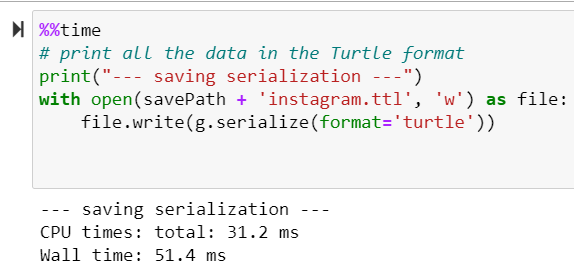 %%time
# print all the data in the Turtle format
print("--- saving serialization ---")
with open(savePath + 'instagram.ttl', 'w') as file:
    file.write(g.serialize(format='turtle'))
--- saving serialization ---
CPU times: total: 31.2 ms
Wall time: 51.4 ms